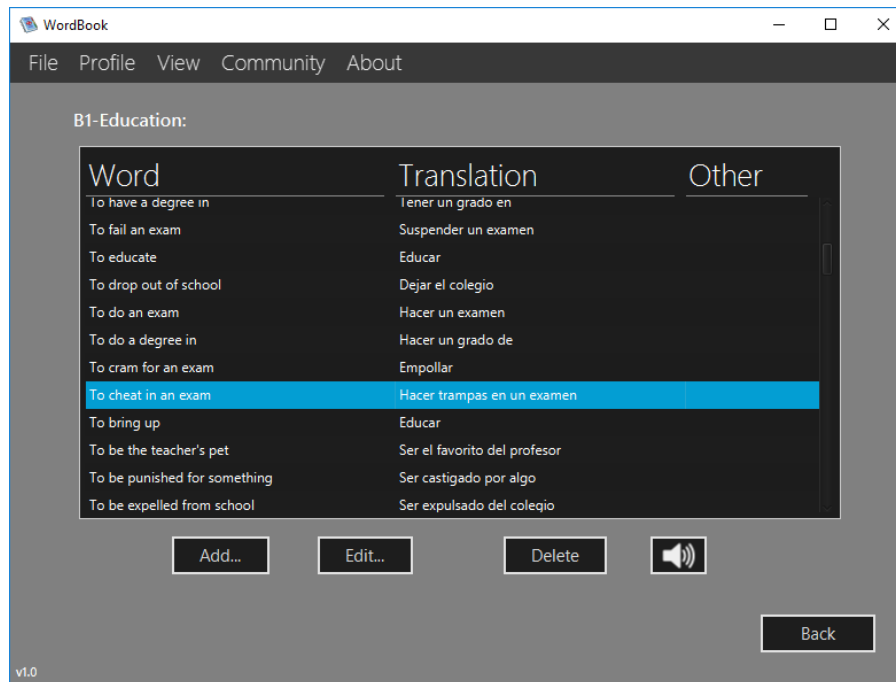 WordBook
File Profile View Community About
B1-Education:
Word Translation Other
To have a degree in Tener un grado en
To fail an exam Suspender un examen
To educate Educar
To drop out of school Dejar el colegio
To do an exam Hacer un examen
To do a degree in Hacer un grado de
To cram for an exam Empollar
To cheat in an exam Hacer trampas en un examen
To bring up Educar
To be the teacher's pet Ser el favorito del profesor
To be punished for something Ser castigado por algo
To be expelled from school Ser expulsado del colegio
Add... Edit... Delete
Back
v1.0